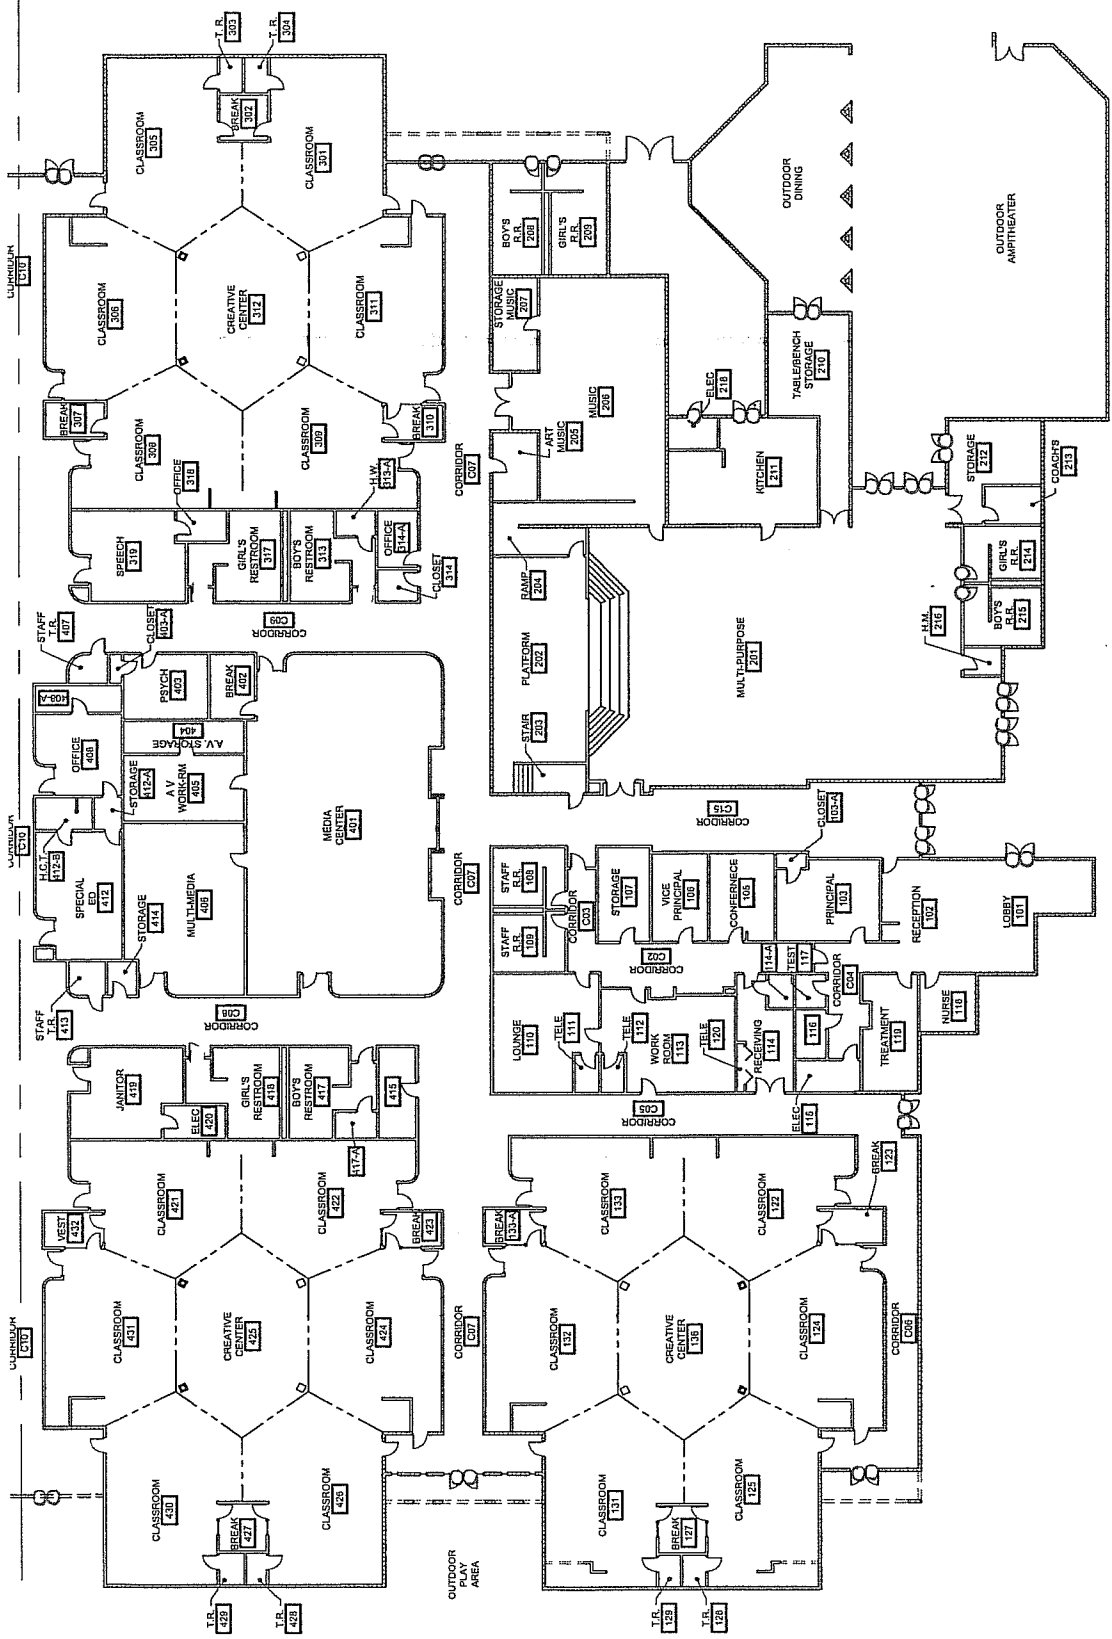 T. R.
303
T. R.
304
CLASSROOM
305
BREAK
302
CLASSROOM
301
CORRIDOR
C10
CLASSROOM
306
CREATIVE
CENTER
312
CLASSROOM
311
BREAK
307
CLASSROOM
308
CLASSROOM
309
BREAK
310
OFFICE
318
H.W.
313-A
SPEECH
319
GIRL'S
RESTROOM
317
BOY'S
RESTROOM
313
OFFICE
314-A
CLOSET
314
CORRIDOR
C09
CORRIDOR
C07
BOY'S
R.R.
208
GIRL'S
R.R.
209
STORAGE
MUSIC
207
MUSIC
206
ART
MUSIC
205
ELEC
218
KITCHEN
211
TABLE/BENCH
STORAGE
210
OUTDOOR
DINING
OUTDOOR
AMPITHEATER
STORAGE
212
COACH'S
213
GIRL'S
R.R.
214
BOY'S
R.R.
215
H.M.
216
RAMP
204
PLATFORM
202
STAIR
203
MULTI-PURPOSE
201
STAFF
T.R.
407
CLOSET
403-A
408-A
PSYCH
403
BREAK
402
OFFICE
408
A.V. STORAGE
404
STORAGE
412-A
A V
WORK-RM
405
CORRIDOR
C10
H.C.T.
412-B
SPECIAL
ED
412
STORAGE
414
MULTI-MEDIA
406
MEDIA
CENTER
401
STAFF
T.R.
413
CORRIDOR
C08
CORRIDOR
C07
CORRIDOR
C15
CLOSET
103-A
STAFF
R.R.
108
STAFF
R.R.
109
CORRIDOR
C03
STORAGE
107
VICE
PRINCIPAL
106
CONFERNECE
105
PRINCIPAL
103
RECEPTION
102
LOBBY
101
CORRIDOR
C02
114-A
TEST
117
CORRIDOR
C04
LOUNGE
110
TELE
111
TELE
112
WORK
ROOM
113
TELE
120
RECEIVING
114
116
ELEC
115
TREATMENT
119
NURSE
118
CORRIDOR
C05
JANITOR
419
ELEC
420
GIRL'S
RESTROOM
418
BOY'S
RESTROOM
417
417-A
415
VEST
432
CLASSROOM
421
CLASSROOM
422
BREAK
423
CORRIDOR
C10
CLASSROOM
431
CREATIVE
CENTER
425
CLASSROOM
424
CLASSROOM
430
BREAK
427
CLASSROOM
426
T.R.
429
T.R.
428
CORRIDOR
C07
OUTDOOR
PLAY
AREA
BREAK
133-A
CLASSROOM
133
CLASSROOM
122
BREAK
123
CLASSROOM
132
CREATIVE
CENTER
136
CLASSROOM
124
CORRIDOR
C06
CLASSROOM
131
BREAK
127
CLASSROOM
125
T.R.
129
T.R.
128